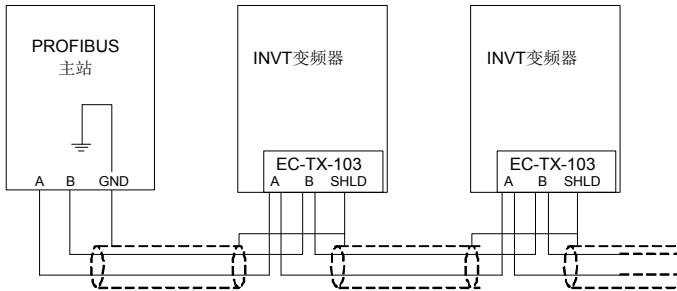 PROFIBUS
主站
INVT变频器
INVT变频器
EC-TX-103
EC-TX-103
A B GND
A B SHLD
A B SHLD